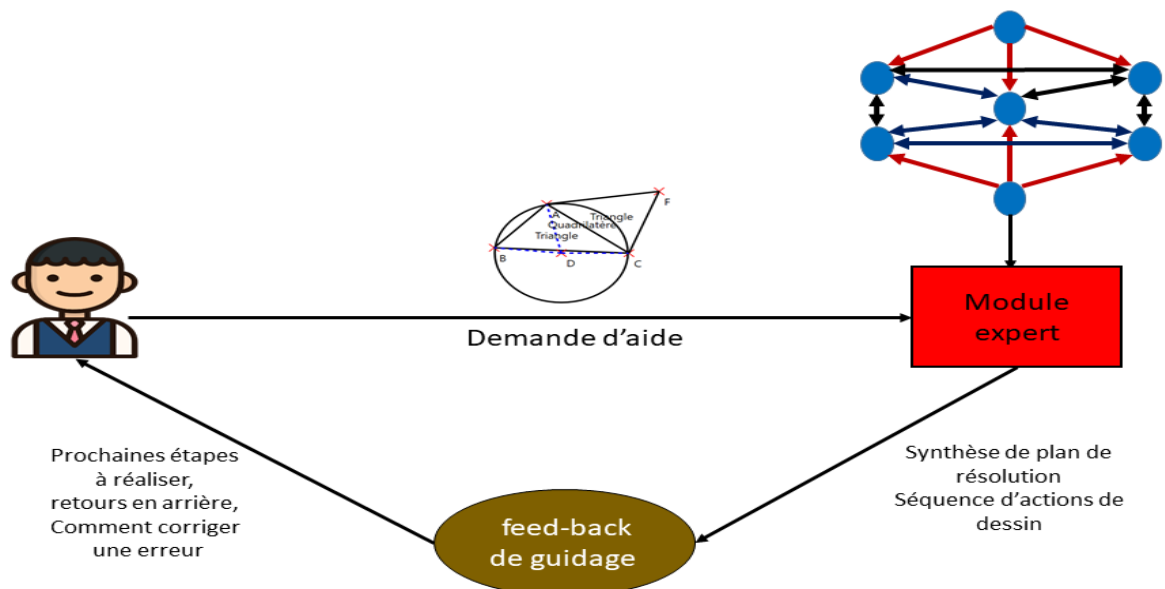 A
F
Triangle
Quadrilatère
Triangle
B
D
C
Module
expert
Demande d'aide
Prochaines étapes
à réaliser,
retours en arrière,
Comment corriger
une erreur
Synthèse de plan de
résolution
Séquence d'actions de
dessin
feed-back
de guidage